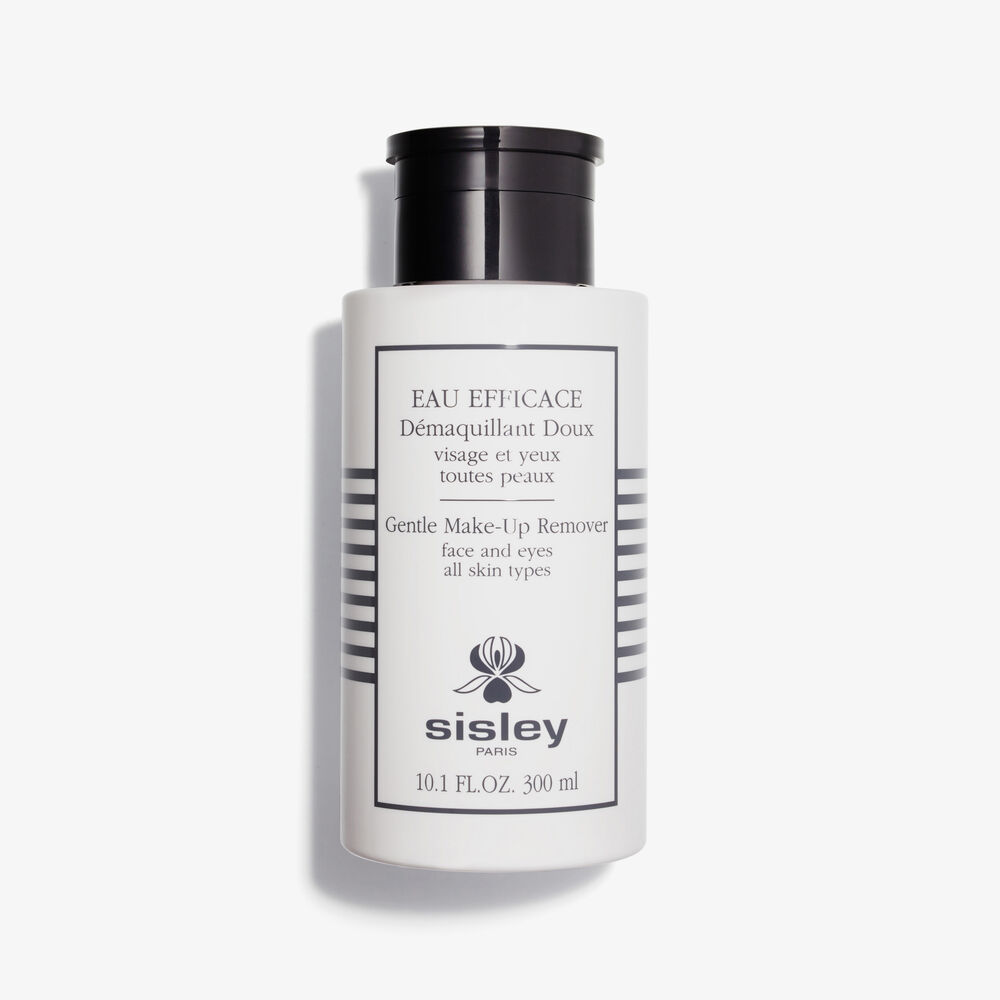 EAU EFFICACE
Démaquillant Doux
visage et yeux
toutes peaux
Gentle Make-Up Remover
face and eyes
all skin types
sisley
PARIS
10.1 FL.OZ. 300 ml